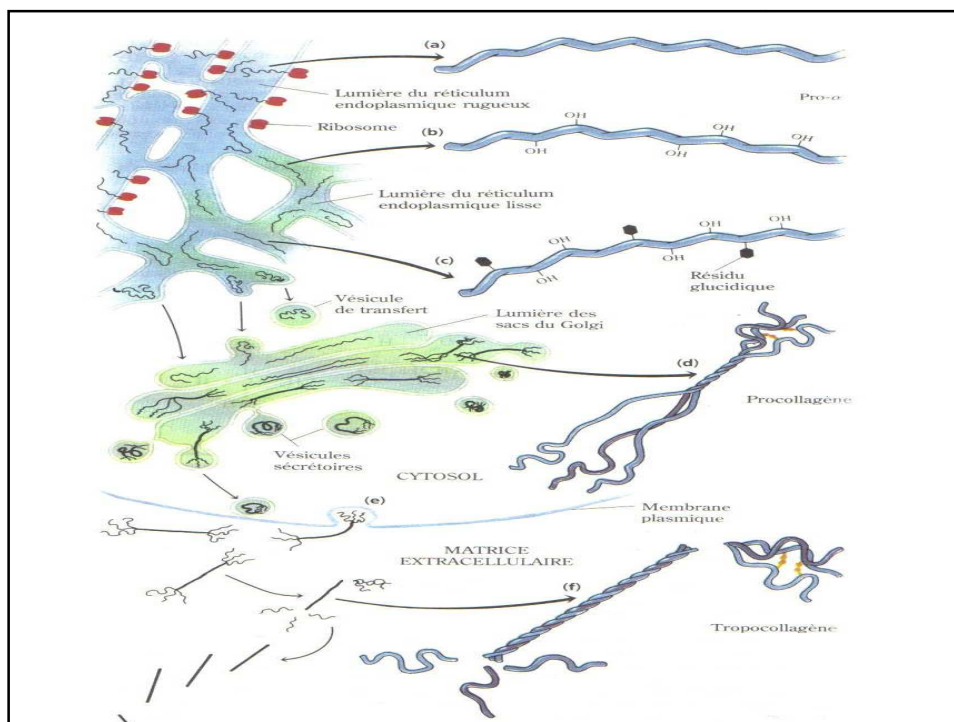 (a)
Lumière du réticulum
endoplasmique rugueux
Pro-α
Ribosome
(b)
OH
OH
OH
OH
OH
Lumière du réticulum
endoplasmique lisse
(c)
OH
OH
OH
OH
OH
Résidu
glucidique
Vésicule
de transfert
Lumière des
sacs du Golgi
(d)
Procollagène
Vésicules
sécrétoires
CYTOSOL
(e)
Membrane
plasmique
MATRICE
EXTRACELLULAIRE
(f)
Tropocollagène